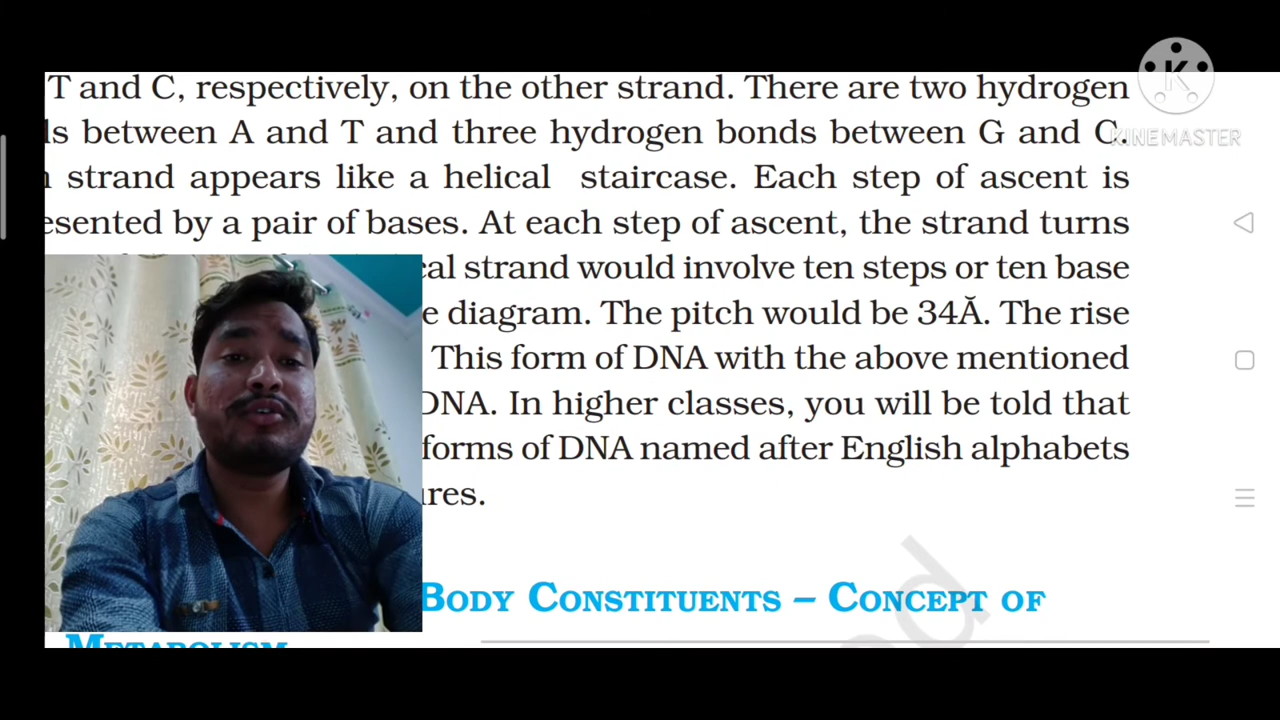 T and C, respectively, on the other strand. There are two hydrogen
ls between A and T and three hydrogen bonds between G and C.
strand appears like a helical staircase. Each step of ascent is
esented by a pair of bases. At each step of ascent, the strand turns
cal strand would involve ten steps or ten base
e diagram. The pitch would be 34Ă. The rise
This form of DNA with the above mentioned
DNA. In higher classes, you will be told that
forms of DNA named after English alphabets
ures.
BODY CONSTITUENTS – CONCEPT OF
METABOLISM
K
KINEMASTER